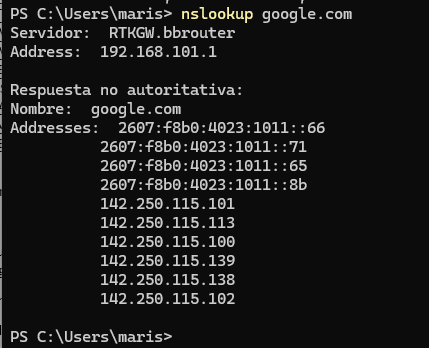 PS C:\Users\maris> nslookup google.com
Servidor:  RTKGW.bbrouter
Address:  192.168.101.1

Respuesta no autoritativa:
Nombre:  google.com
Addresses:  2607:f8b0:4023:1011::66
          2607:f8b0:4023:1011::71
          2607:f8b0:4023:1011::65
          2607:f8b0:4023:1011::8b
          142.250.115.101
          142.250.115.113
          142.250.115.100
          142.250.115.139
          142.250.115.138
          142.250.115.102

PS C:\Users\maris>